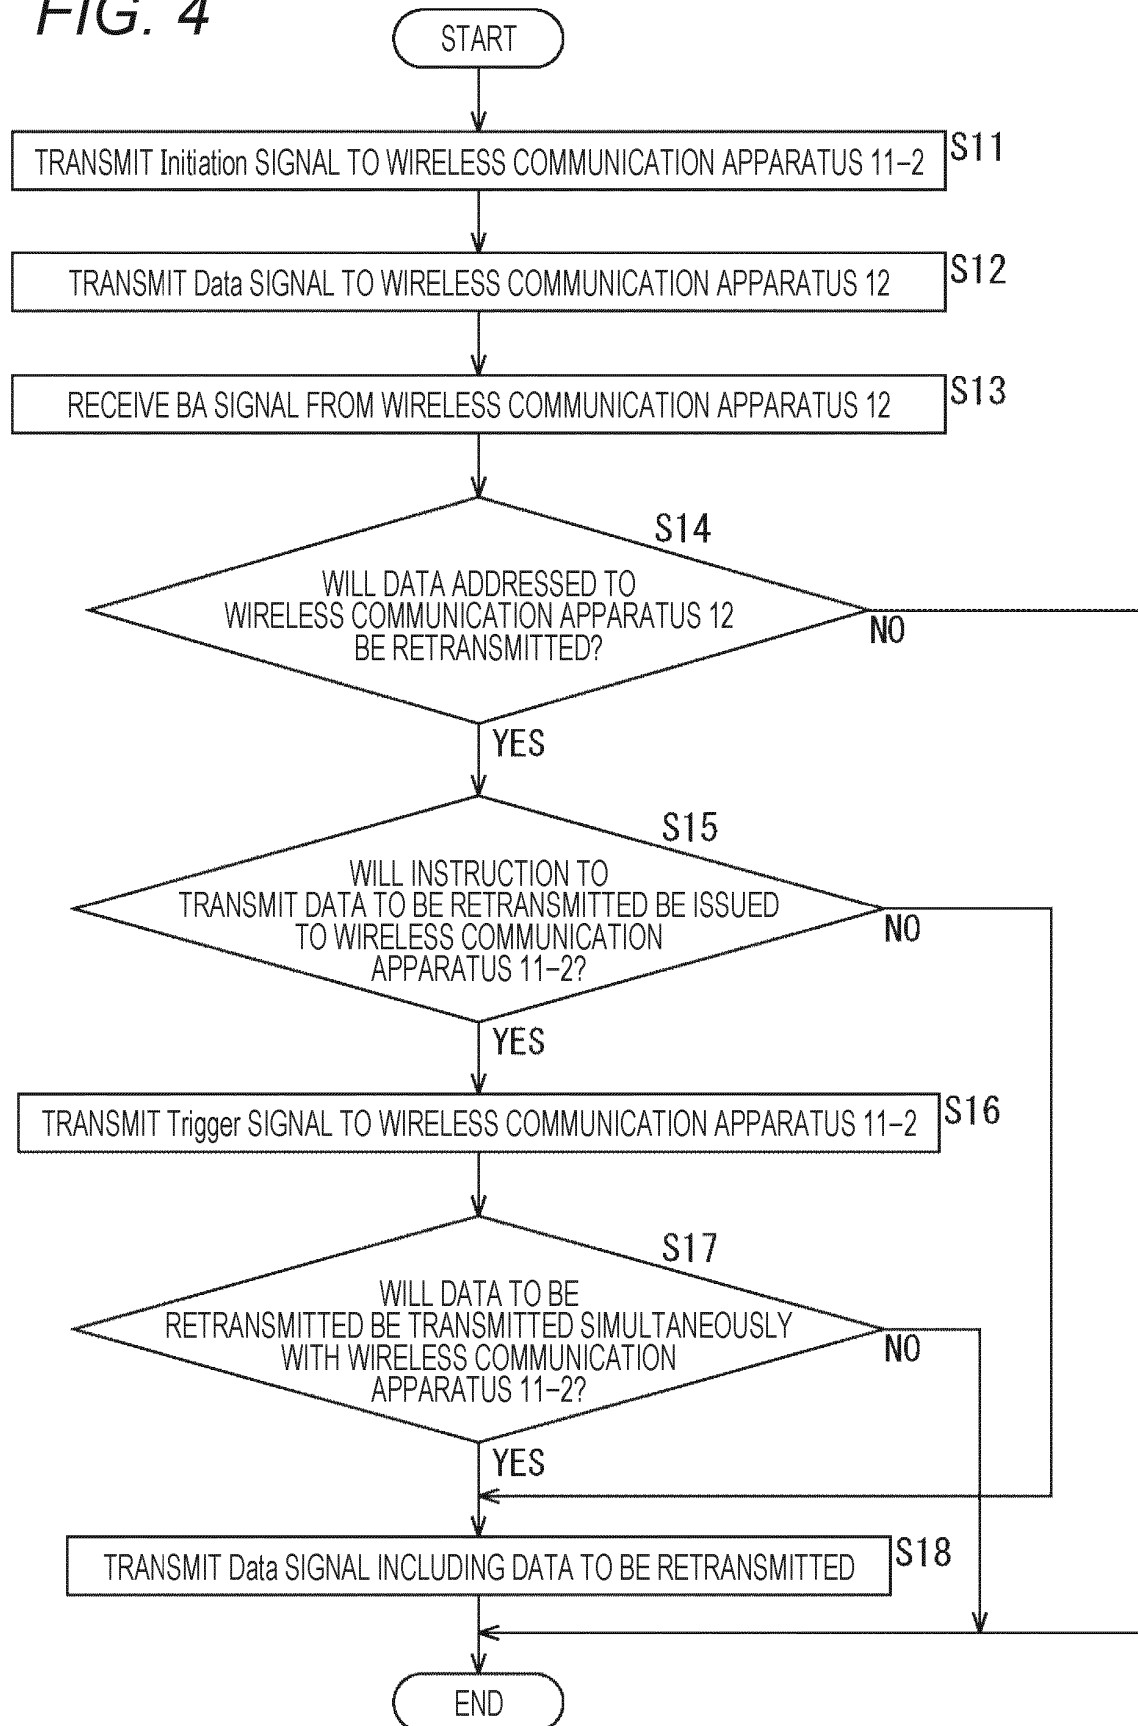 FIG. 4
START
TRANSMIT Initiation SIGNAL TO WIRELESS COMMUNICATION APPARATUS 11-2
S11
TRANSMIT Data SIGNAL TO WIRELESS COMMUNICATION APPARATUS 12
S12
RECEIVE BA SIGNAL FROM WIRELESS COMMUNICATION APPARATUS 12
S13
S14
WILL DATA ADDRESSED TO
WIRELESS COMMUNICATION APPARATUS 12
BE RETRANSMITTED?
NO
YES
S15
WILL INSTRUCTION TO
TRANSMIT DATA TO BE RETRANSMITTED BE ISSUED
TO WIRELESS COMMUNICATION
APPARATUS 11-2?
NO
YES
TRANSMIT Trigger SIGNAL TO WIRELESS COMMUNICATION APPARATUS 11-2
S16
S17
WILL DATA TO BE
RETRANSMITTED BE TRANSMITTED SIMULTANEOUSLY
WITH WIRELESS COMMUNICATION
APPARATUS 11-2?
NO
YES
TRANSMIT Data SIGNAL INCLUDING DATA TO BE RETRANSMITTED
S18
END